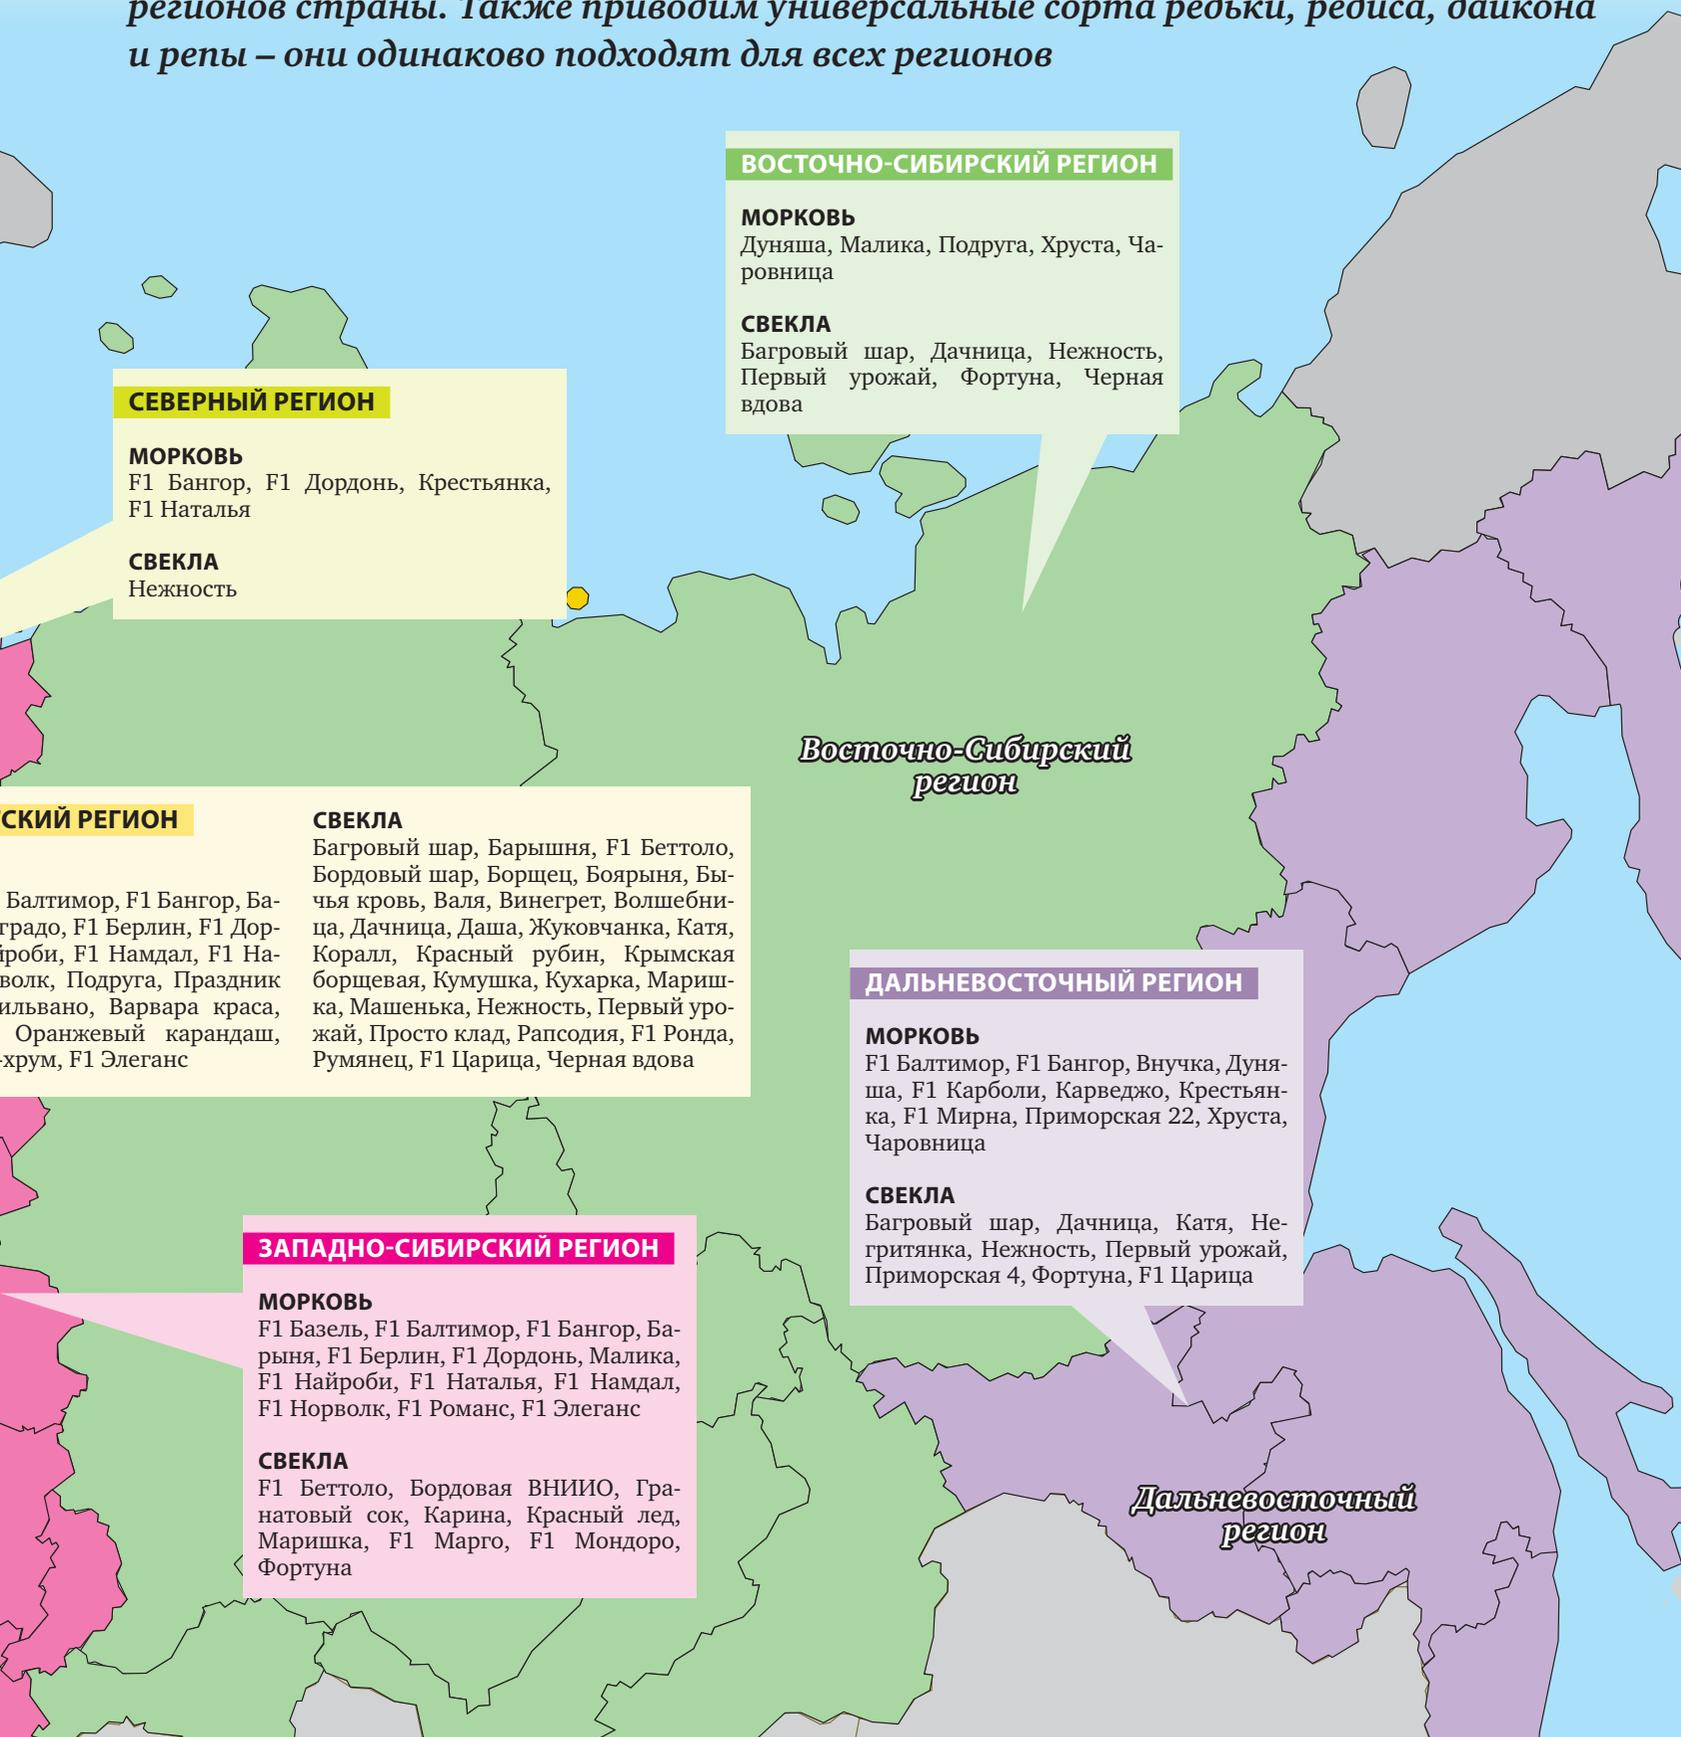 регионов страны. Также приводим универсальные сорта редьки, редиса, дайкона
и репы – они одинаково подходят для всех регионов
ВОСТОЧНО-СИБИРСКИЙ РЕГИОН
МОРКОВЬ
Дуняша, Малика, Подруга, Хруста, Ча-
ровница
СВЕКЛА
Багровый шар, Дачница, Нежность,
Первый урожай, Фортуна, Черная
вдова
СЕВЕРНЫЙ РЕГИОН
МОРКОВЬ
F1 Бангор, F1 Дордонь, Крестьянка,
F1 Наталья
СВЕКЛА
Нежность
Восточно-Сибирский
регион
СКИЙ РЕГИОН
Балтимор, F1 Бангор, Ба-
градо, F1 Берлин, F1 Дор-
йроби, F1 Намдал, F1 На-
волк, Подруга, Праздник
ильвано, Варвара краса,
Оранжевый карандаш,
-хрум, F1 Элеганс
СВЕКЛА
Багровый шар, Барышня, F1 Беттоло,
Бордовый шар, Борщец, Боярыня, Бы-
чья кровь, Валя, Винегрет, Волшебни-
ца, Дачница, Даша, Жуковчанка, Катя,
Коралл, Красный рубин, Крымская
борщевая, Кумушка, Кухарка, Мариш-
ка, Машенька, Нежность, Первый уро-
жай, Просто клад, Рапсодия, F1 Ронда,
Румянец, F1 Царица, Черная вдова
ДАЛЬНЕВОСТОЧНЫЙ РЕГИОН
МОРКОВЬ
F1 Балтимор, F1 Бангор, Внучка, Дуня-
ша, F1 Карболи, Карведжо, Крестьян-
ка, F1 Мирна, Приморская 22, Хруста,
Чаровница
СВЕКЛА
Багровый шар, Дачница, Катя, Не-
гритянка, Нежность, Первый урожай,
Приморская 4, Фортуна, F1 Царица
ЗАПАДНО-СИБИРСКИЙ РЕГИОН
МОРКОВЬ
F1 Базель, F1 Балтимор, F1 Бангор, Ба-
рыня, F1 Берлин, F1 Дордонь, Малика,
F1 Найроби, F1 Наталья, F1 Намдал,
F1 Норволк, F1 Романс, F1 Элеганс
СВЕКЛА
F1 Беттоло, Бордовая ВНИИО, Гра-
натовый сок, Карина, Красный лед,
Маришка, F1 Марго, F1 Мондоро,
Фортуна
Дальневосточный
регион